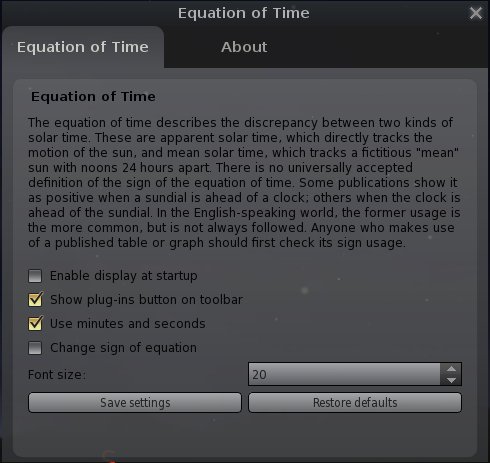 Equation of Time
Equation of Time
About
Equation of Time
The equation of time describes the discrepancy between two kinds of
solar time. These are apparent solar time, which directly tracks the
motion of the sun, and mean solar time, which tracks a fictitious "mean"
sun with noons 24 hours apart. There is no universally accepted
definition of the sign of the equation of time. Some publications show it
as positive when a sundial is ahead of a clock; others when the clock is
ahead of the sundial. In the English-speaking world, the former usage is
the more common, but is not always followed. Anyone who makes use
of a published table or graph should first check its sign usage.
Enable display at startup
Show plug-ins button on toolbar
Use minutes and seconds
Change sign of equation
Font size:
20
Save settings
Restore defaults